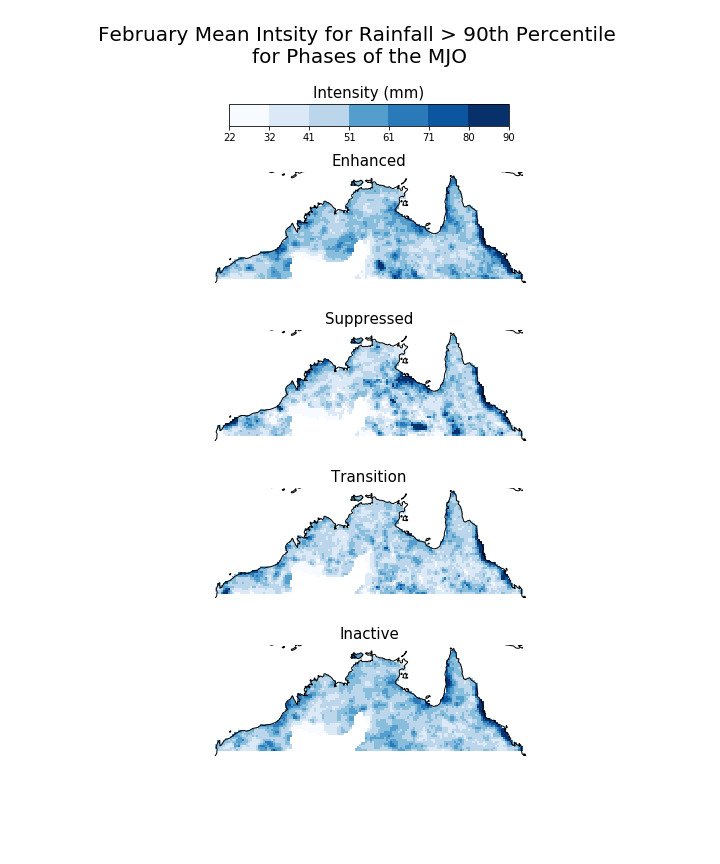 February Mean Intsity for Rainfall > 90th Percentile
for Phases of the MJO
Intensity (mm)
22 32 41 51 61 71 80 90
Enhanced
Suppressed
Transition
Inactive